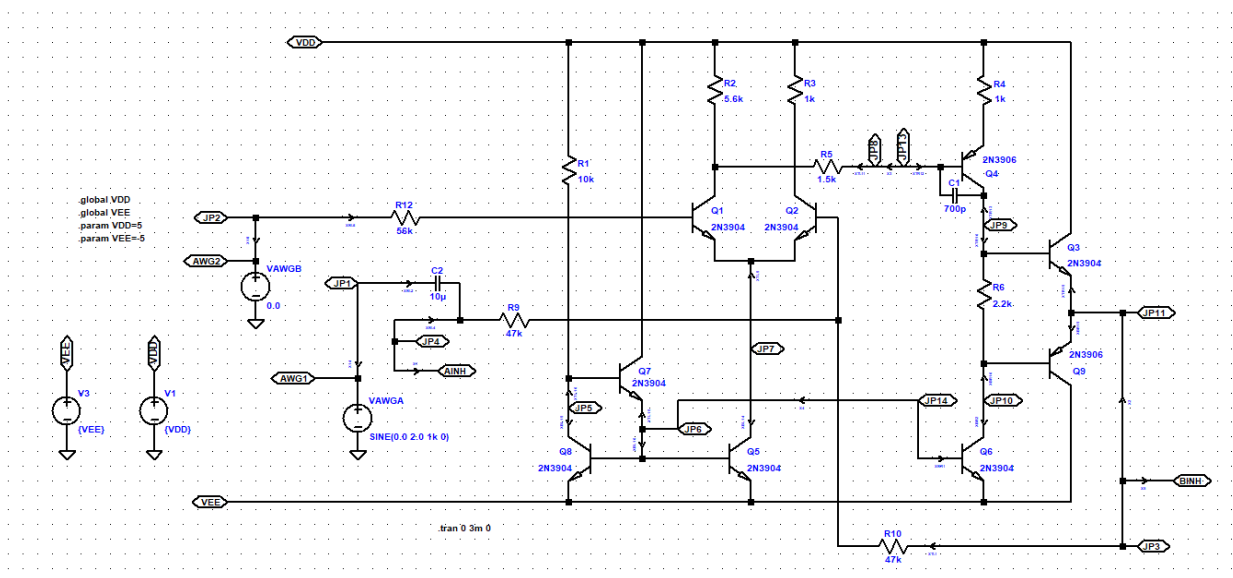 VDD
R2
5.6k
R3
1k
R4
1k
R1
10k
R5
1.5k
JP8
JP13
2N3906
Q4
C1
700p
.global VDD
.global VEE
.param VDD=5
.param VEE=-5
JP2
R12
56k
Q1
2N3904
Q2
2N3904
JP9
AWG2
VAWGB
0.0
JP1
C2
10µ
Q3
2N3904
R6
2.2k
R9
47k
JP11
JP4
AINH
JP7
VEE
VDD
2N3906
Q9
AWG1
VAWGA
SINE(0.0 2.0 1k 0)
Q7
2N3904
JP5
JP6
JP14
JP10
V3
{VEE}
V1
{VDD}
Q8
2N3904
Q5
2N3904
Q6
2N3904
BINH
VEE
.tran 0 3m 0
R10
47k
JP3